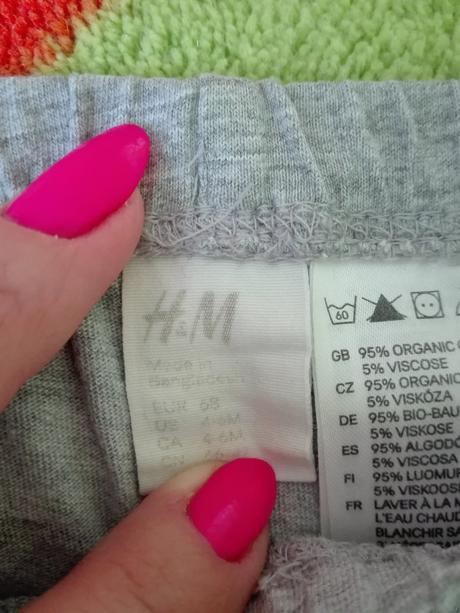 H&M
Made in
Bangladesh
EUR 68
US 4-6M
CA 4-6M
CN
60
GB 95% ORGANIC
5% VISCOSE
CZ 95% ORGANIC
5% VISKÓZA
DE 95% BIO-BAU
5% VISKOSE
ES 95% ALGODÓ
5% VISCOSA
FI 95% LUOMUP
5% VISKOOS
FR LAVER À LA M
L'EAU CHAUD
BLANCHIR SA